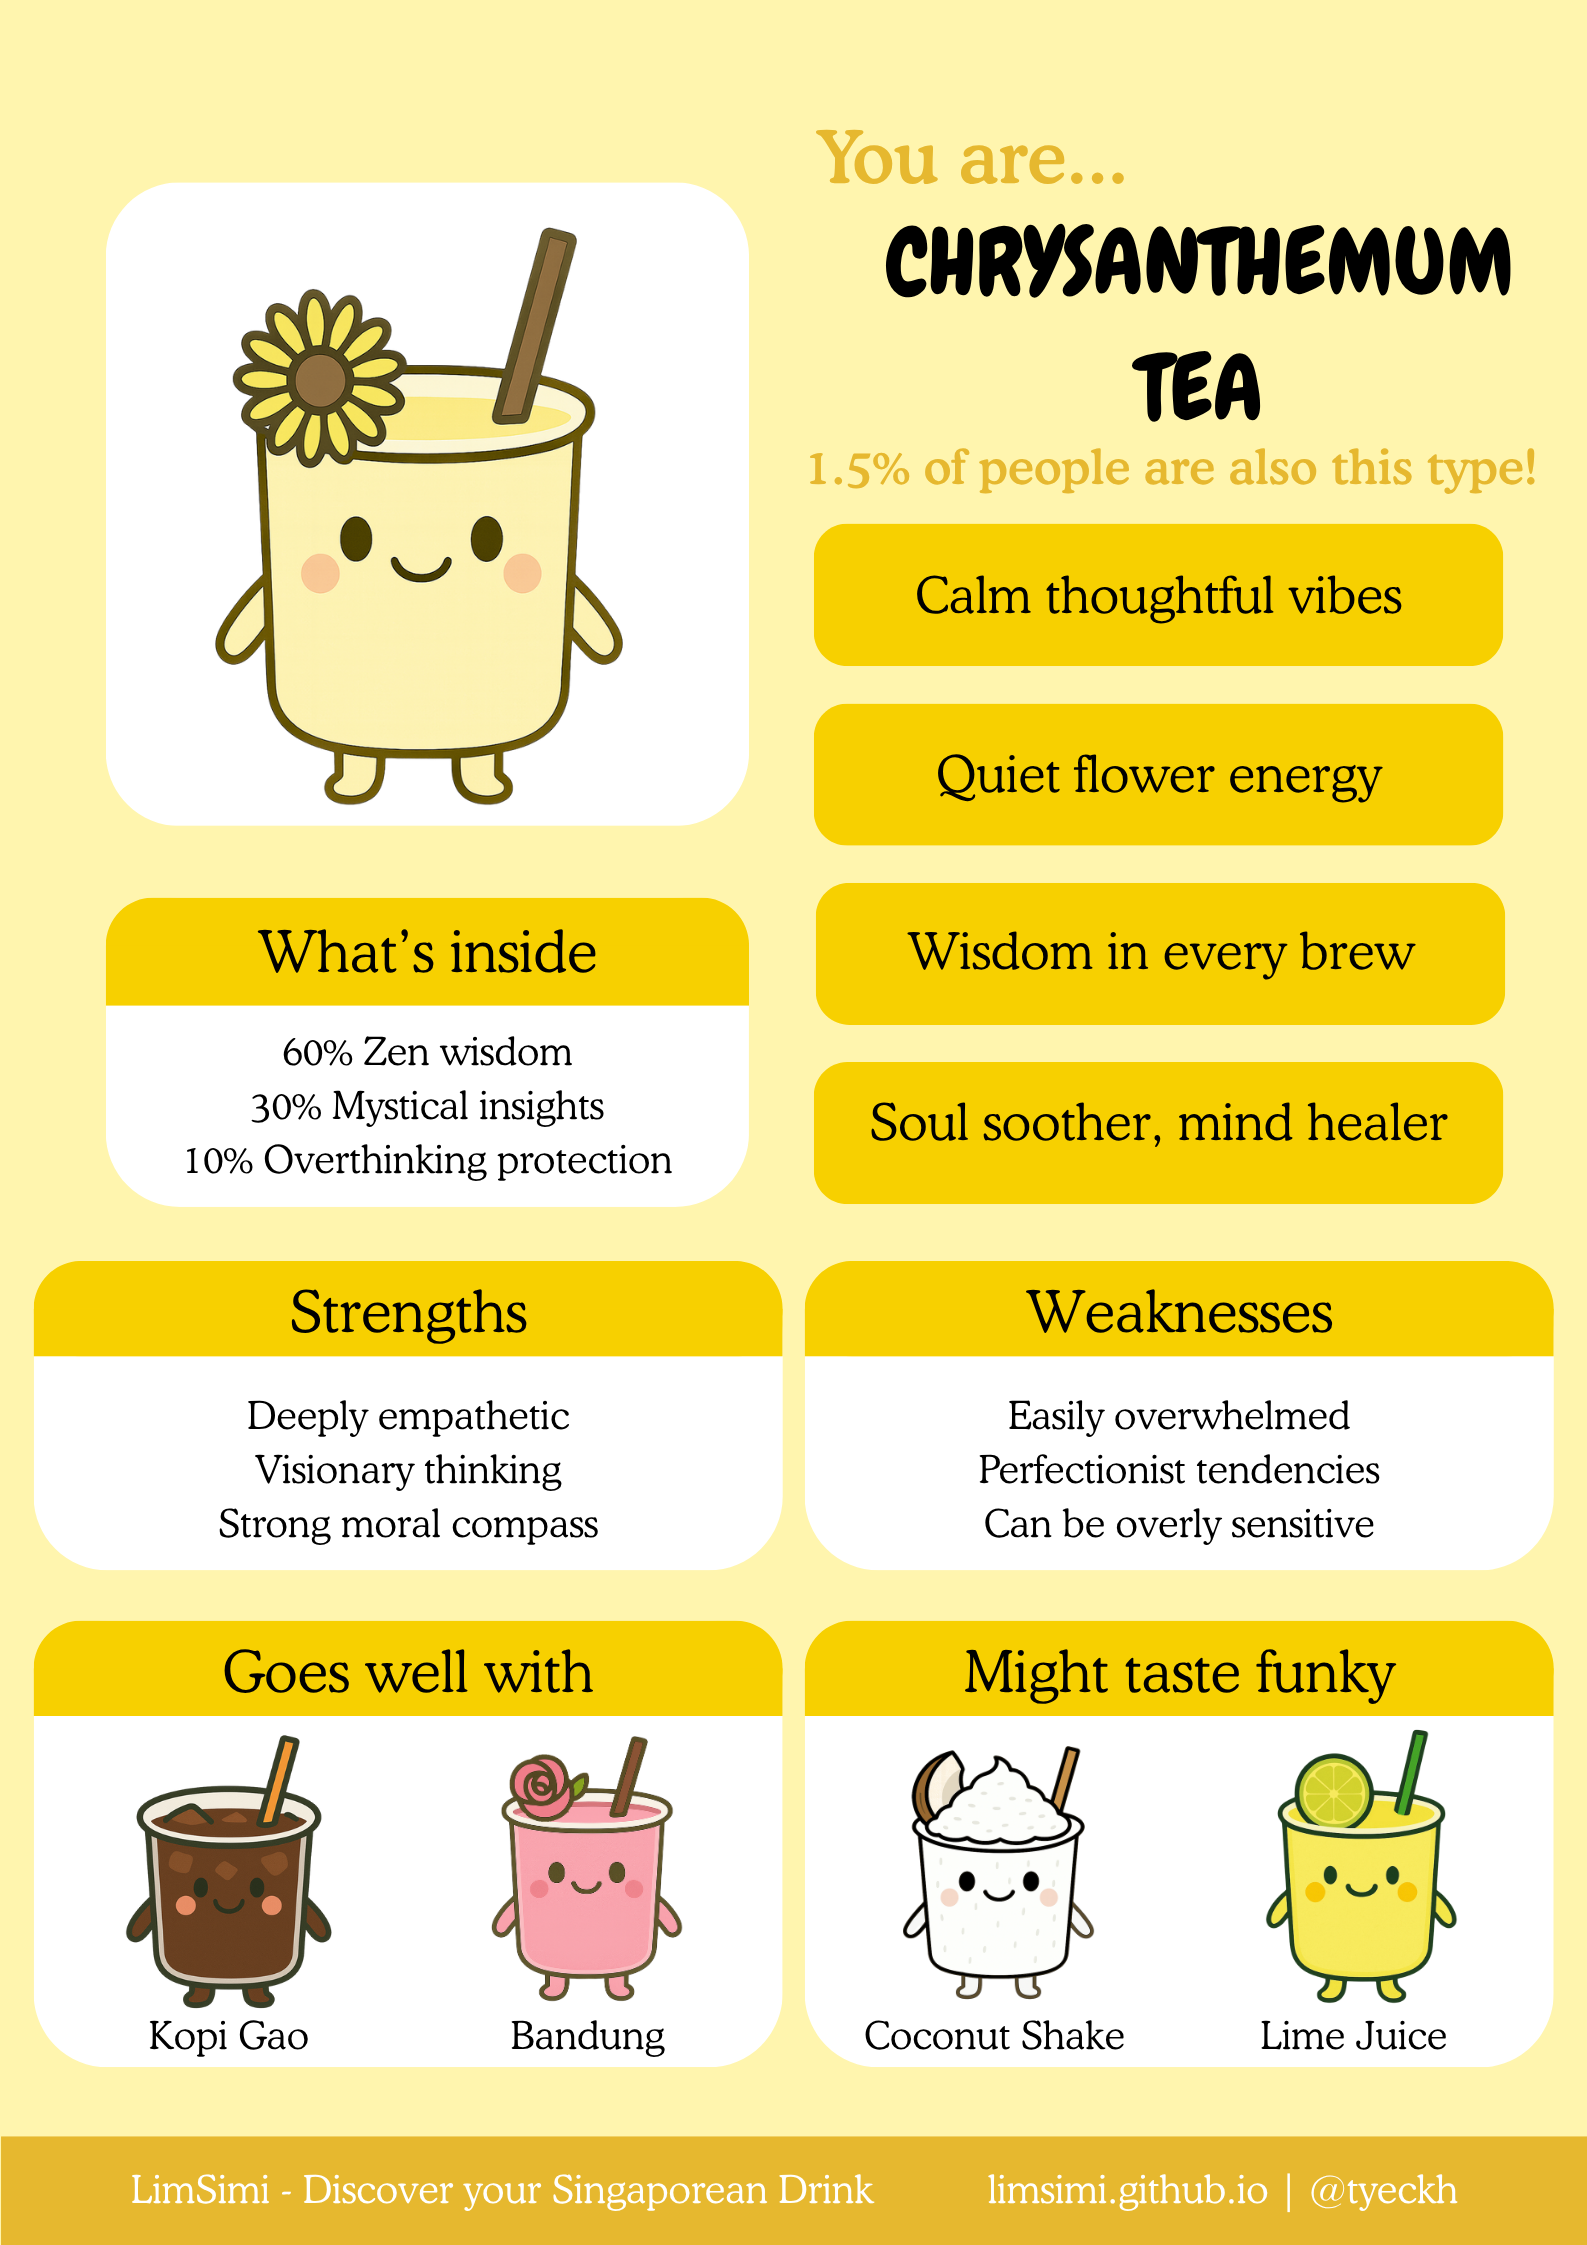 You are...
CHRYSANTHEMUM
TEA
1.5% of people are also this type!
Calm thoughtful vibes
Quiet flower energy
Wisdom in every brew
Soul soother, mind healer
What's inside
60% Zen wisdom
30% Mystical insights
10% Overthinking protection
Strengths
Deeply empathetic
Visionary thinking
Strong moral compass
Weaknesses
Easily overwhelmed
Perfectionist tendencies
Can be overly sensitive
Goes well with
Kopi Gao
Bandung
Might taste funky
Coconut Shake
Lime Juice
LimSimi - Discover your Singaporean Drink
limsimi.github.io | @tyeckh